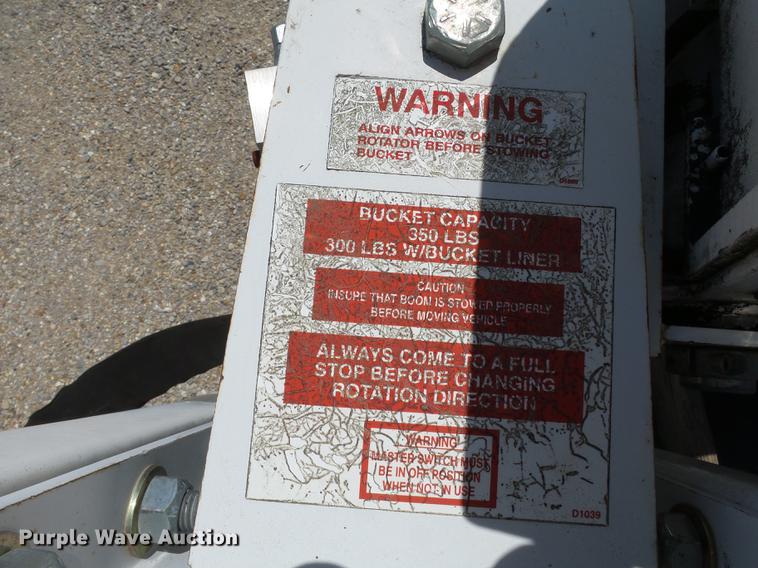 WARNING
ALIGN ARROWS ON BUCKET
ROTATOR BEFORE STOWING
BUCKET
BUCKET CAPACITY
350 LBS
300 LBS W/BUCKET LINER
CAUTION
INSURE THAT BOOM IS STOWED PROPERLY
BEFORE MOVING VEHICLE
ALWAYS COME TO A FULL
STOP BEFORE CHANGING
ROTATION DIRECTION
WARNING
MASTER SWITCH MUST
BE IN OFF POSITION
WHEN NOT IN USE
D1039
Purple Wave Auction